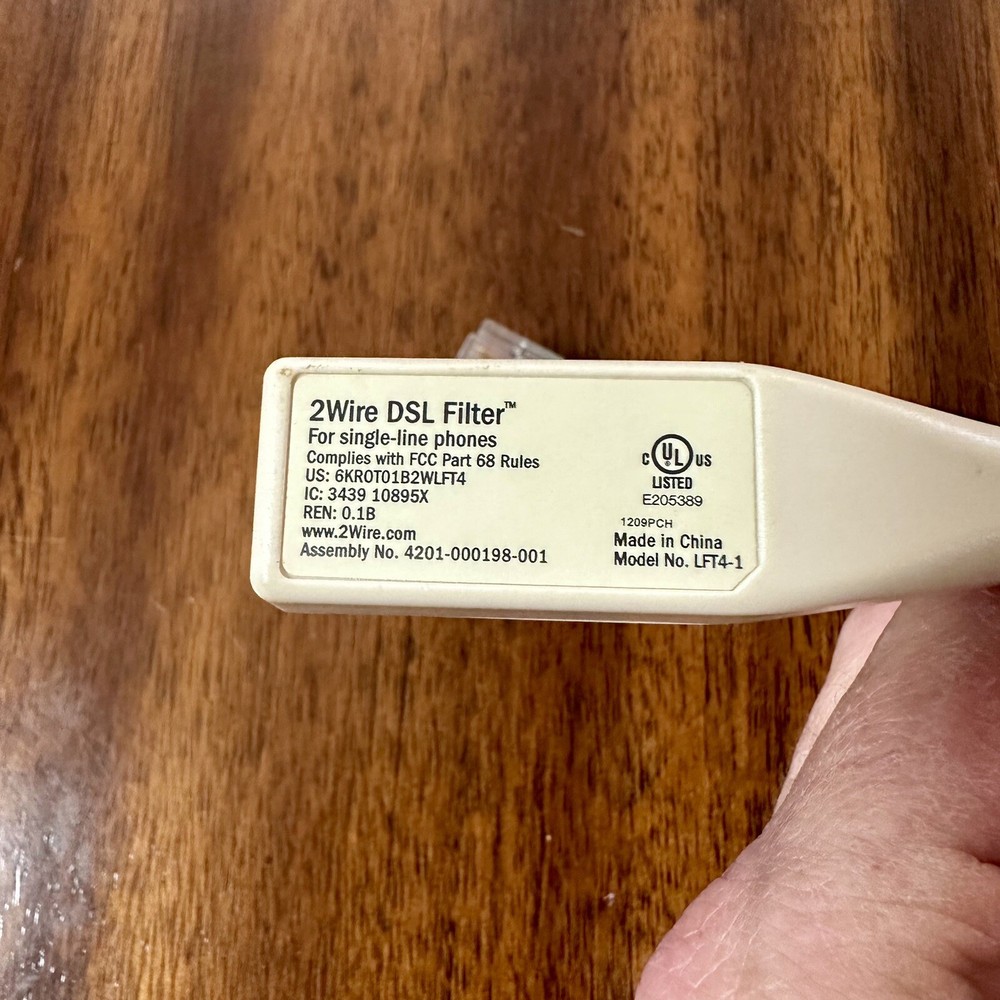 2Wire DSL Filter™
For single-line phones
Complies with FCC Part 68 Rules
US: 6KROT01B2WLFT4
IC: 3439 10895X
REN: 0.1B
www.2Wire.com
Assembly No. 4201-000198-001
C UL US
LISTED
E205389
1209PCH
Made in China
Model No. LFT4-1